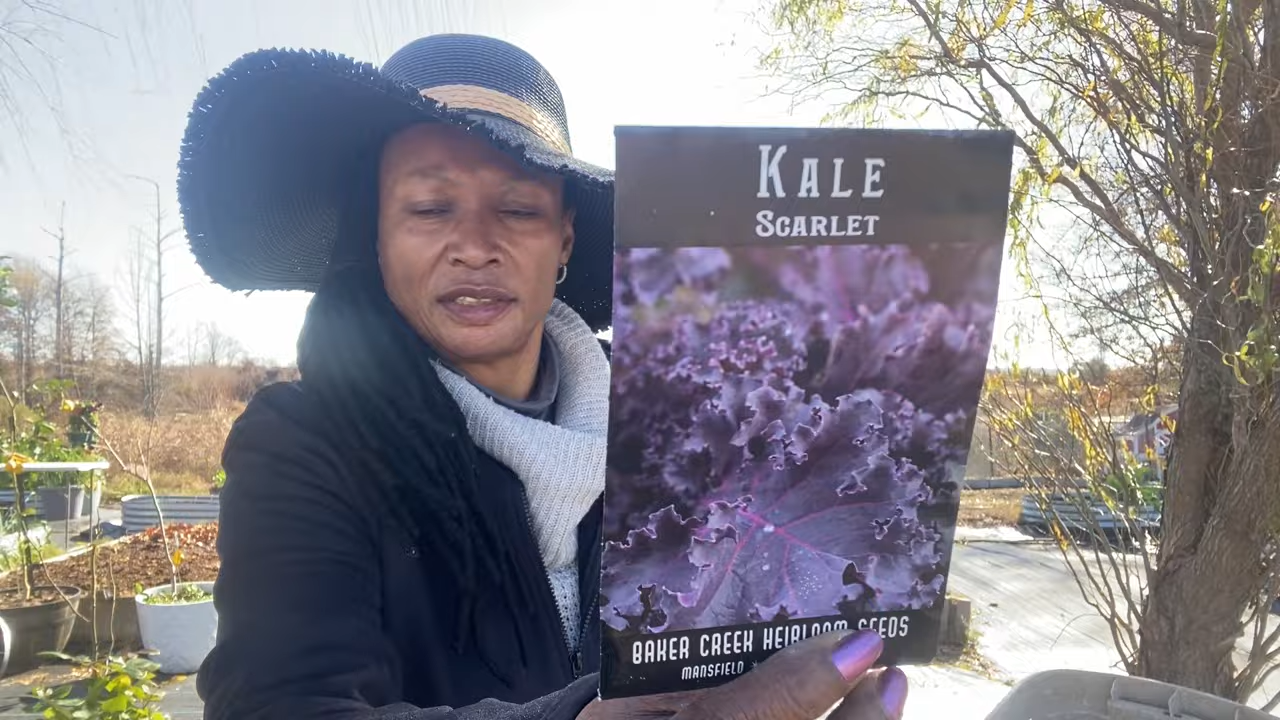 KALE
SCARLET
BAKER CREEK HEIRLOOM SEEDS
MANSFIELD